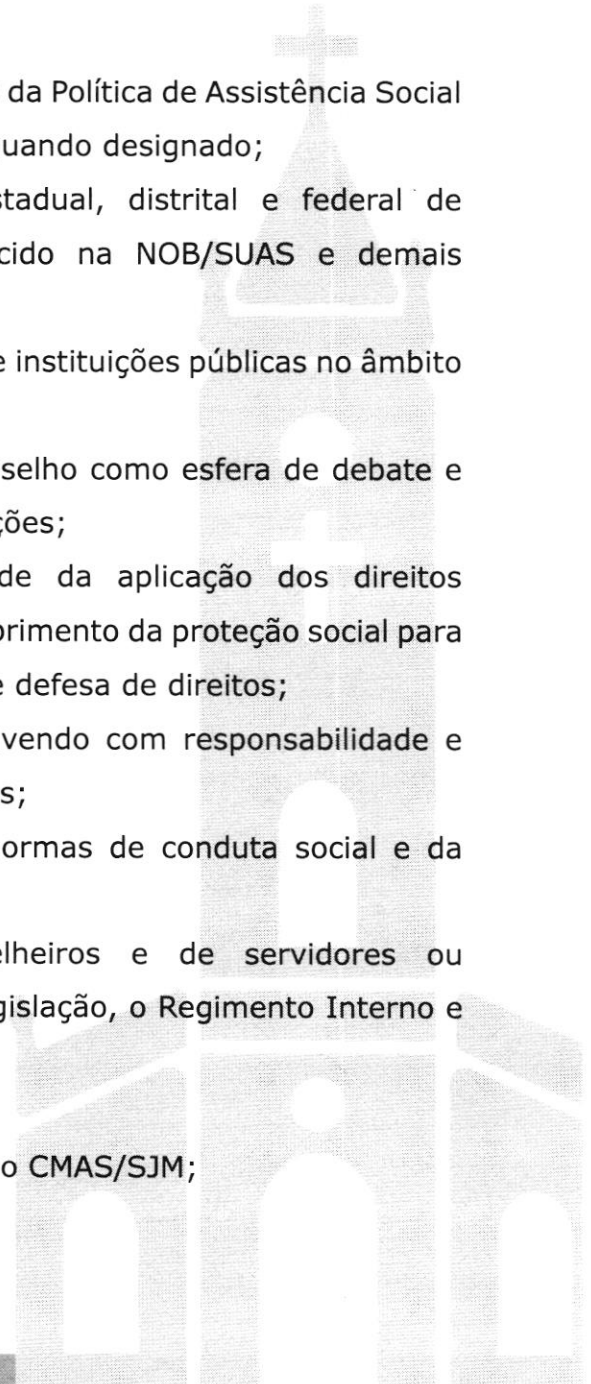 da Política de Assistência Social
uando designado;
stadual, distrital e federal de
cido na NOB/SUAS e demais
e instituições públicas no âmbito
selho como esfera de debate e
ções;
de da aplicação dos direitos
primento da proteção social para
e defesa de direitos;
vendo com responsabilidade e
s;
ormas de conduta social e da
elheiros e de servidores ou
gislação, o Regimento Interno e
o CMAS/SJM;